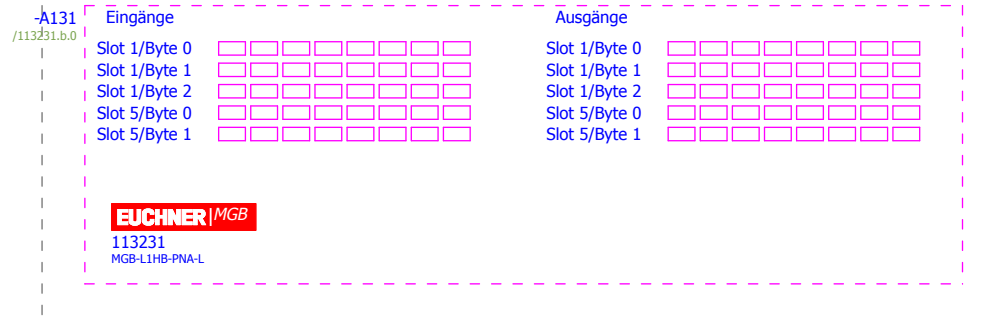 -A131 Eingänge Ausgänge
/113231.b.0
Slot 1/Byte 0 Slot 1/Byte 0
Slot 1/Byte 1 Slot 1/Byte 1
Slot 1/Byte 2 Slot 1/Byte 2
Slot 5/Byte 0 Slot 5/Byte 0
Slot 5/Byte 1 Slot 5/Byte 1
EUCHNER|MGB
113231
MGB-L1HB-PNA-L